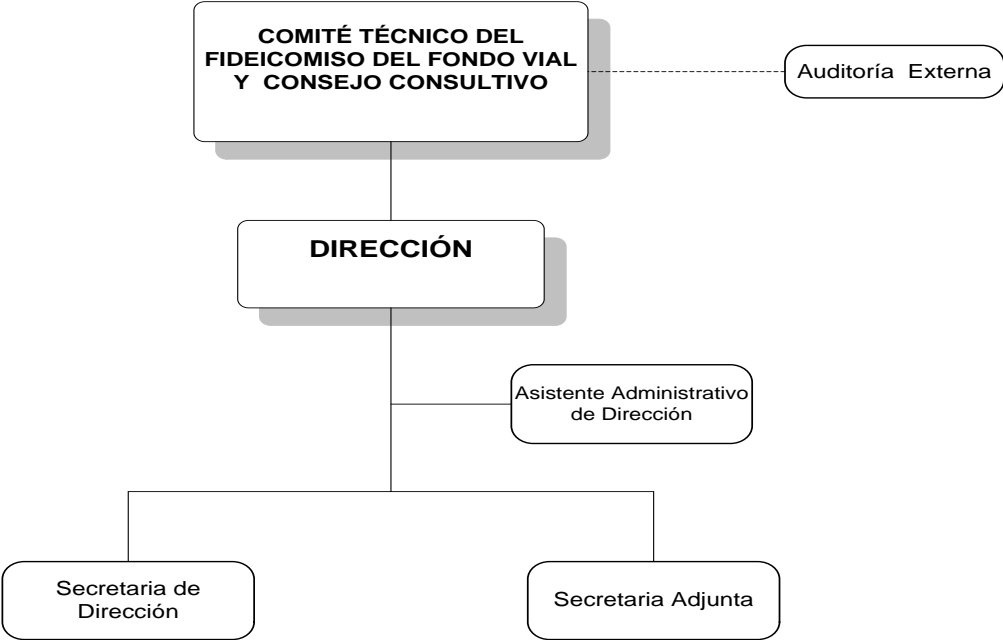 COMITÉ TÉCNICO DEL
FIDEICOMISO DEL FONDO VIAL
Y CONSEJO CONSULTIVO
Auditoría Externa
DIRECCIÓN
Asistente Administrativo
de Dirección
Secretaria de
Dirección
Secretaria Adjunta